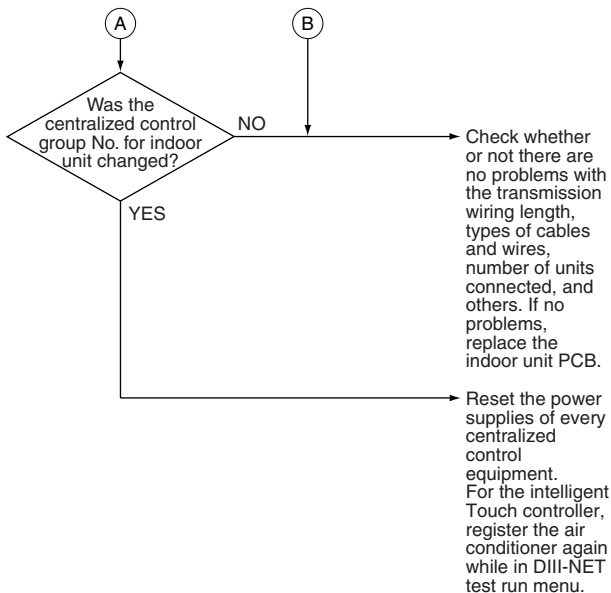 A
B
Was the
centralized control
group No. for indoor
unit changed?
NO
YES
Check whether
or not there are
no problems with
the transmission
wiring length,
types of cables
and wires,
number of units
connected, and
others. If no
problems,
replace the
indoor unit PCB.
Reset the power
supplies of every
centralized
control
equipment.
For the intelligent
Touch controller,
register the air
conditioner again
while in DIII-NET
test run menu.